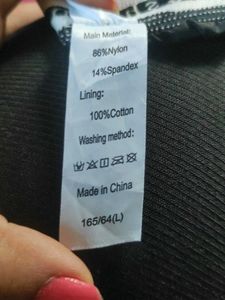 Main Material:
86%Nylon
14%Spandex
Lining:
100%Cotton
Washing method:
Made in China
165/64(L)